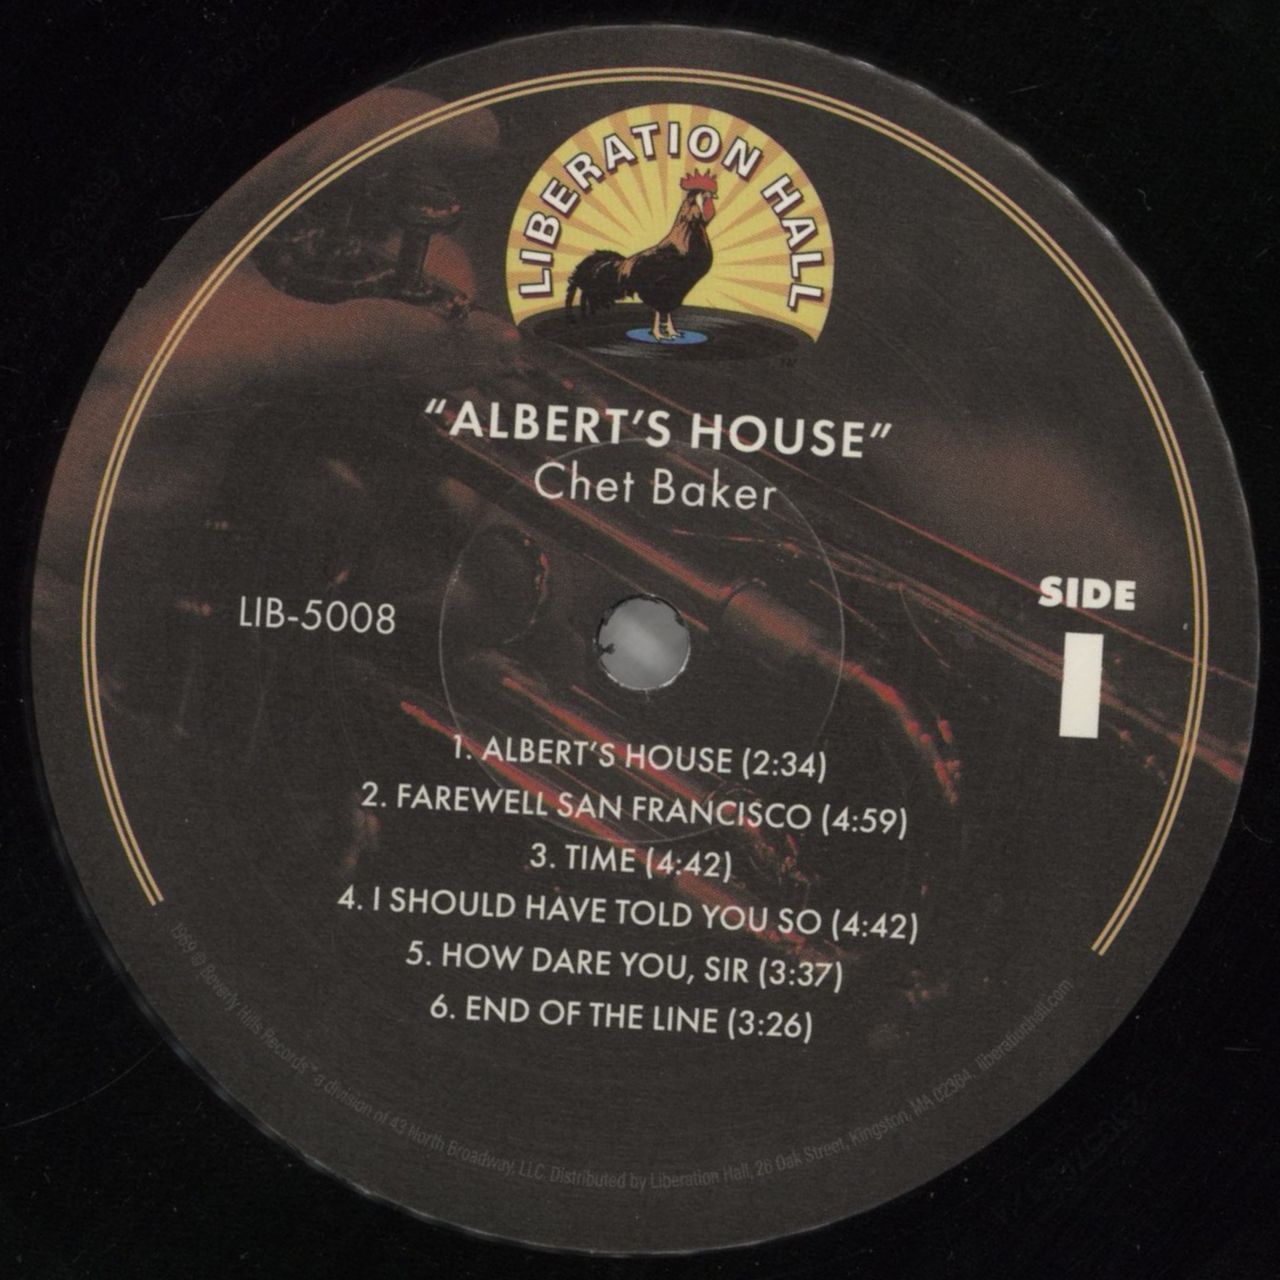 LIBERATION HALL
"ALBERT'S HOUSE"
Chet Baker
LIB-5008
SIDE
1
1. ALBERT'S HOUSE (2:34)
2. FAREWELL SAN FRANCISCO (4:59)
3. TIME (4:42)
4. I SHOULD HAVE TOLD YOU SO (4:42)
5. HOW DARE YOU, SIR (3:37)
6. END OF THE LINE (3:26)
1969 ℗ Beverly Hills Records™ a division of 43 North Broadway, LLC. Distributed by Liberation Hall, 26 Oak Street, Kingston, MA 02364. liberationhall.com